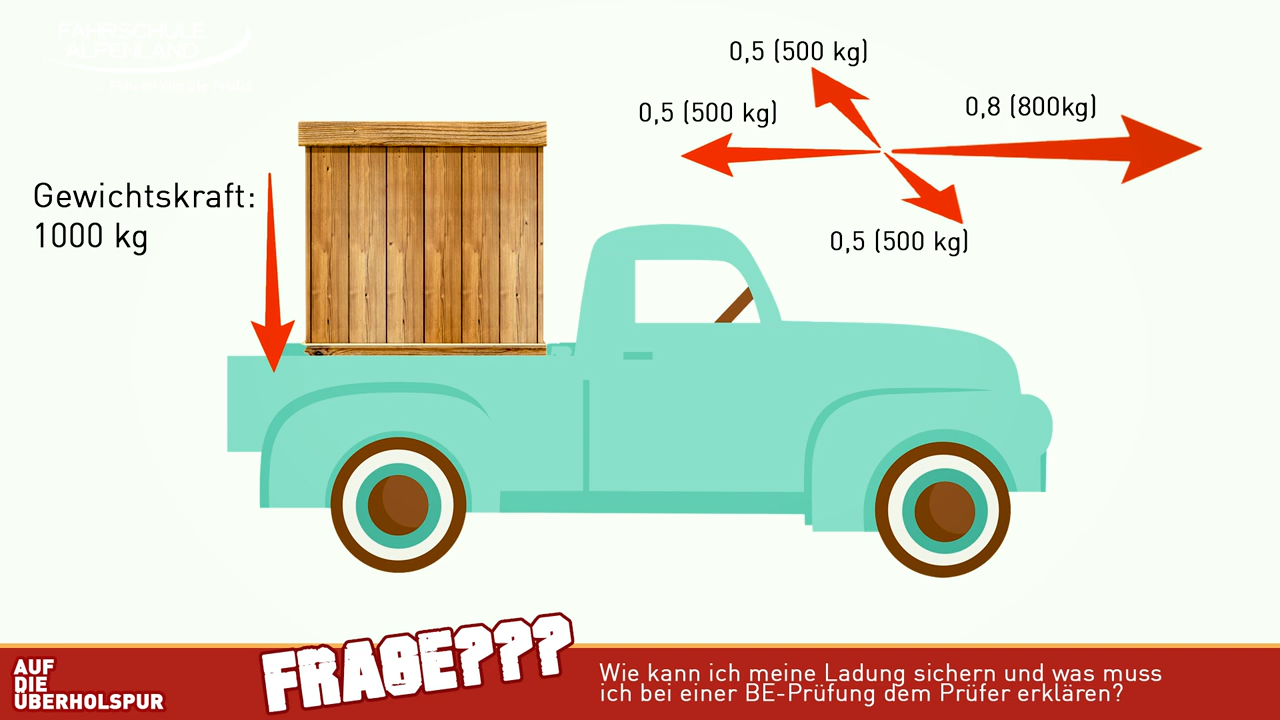 FAHRSCHULE
ALPENLAND
0,5 (500 kg)
0,5 (500 kg)
0,8 (800kg)
Gewichtskraft:
1000 kg
0,5 (500 kg)
FRAGE???
AUF
DIE
ÜBERHOLSPUR
Wie kann ich meine Ladung sichern und was muss
ich bei einer BE-Prüfung dem Prüfer erklären?